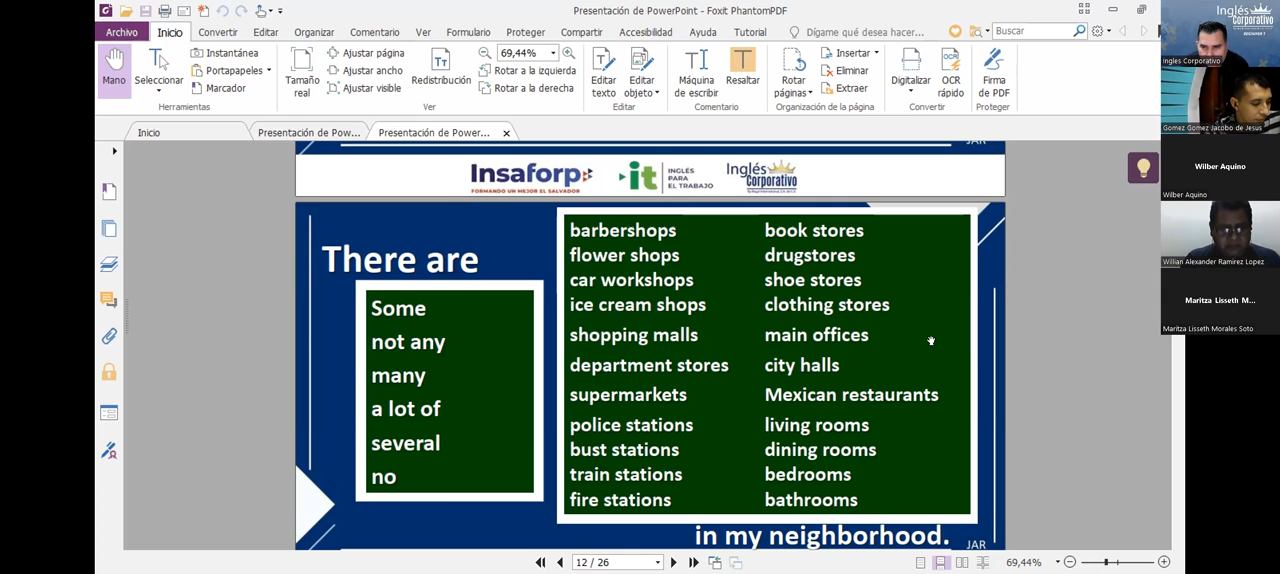 Presentación de PowerPoint - Foxit PhantomPDF
Archivo Inicio Convertir Editar Organizar Comentario Ver Formulario Proteger Compartir Accesibilidad Ayuda Tutorial Dígame qué desea hacer... Buscar
Mano
Seleccionar
Instantánea
Portapapeles
Marcador
Herramientas
Tamaño real
Ajustar página
Ajustar ancho
Ajustar visible
Redistribución
69,44%
Rotar a la izquierda
Rotar a la derecha
Ver
Editar texto
Editar objeto
Editar
Máquina de escribir
Resaltar
Comentario
Rotar páginas
Insertar
Eliminar
Extraer
Organización de la página
Digitalizar
OCR rápido
Convertir
Firma de PDF
Proteger
Inicio Presentación de Pow... Presentación de Power...
JAR
Insaforp
FORMANDO UN MEJOR EL SALVADOR
it
INGLÉS
PARA
EL TRABAJO
Inglés
Corporativo
There are
Some
not any
many
a lot of
several
no
barbershops
flower shops
car workshops
ice cream shops
shopping malls
department stores
supermarkets
police stations
bust stations
train stations
fire stations
book stores
drugstores
shoe stores
clothing stores
main offices
city halls
Mexican restaurants
living rooms
dining rooms
bedrooms
bathrooms
in my neighborhood.
JAR
12 / 26
69,44%
Inglés
Corporativo
Ingles Corporativo
Gomez Gomez Jacobo de Jesus
Wilber Aquino
Wilber Aquino
Willian Alexander Ramirez Lopez
Maritza Lisseth M...
Maritza Lisseth Morales Soto